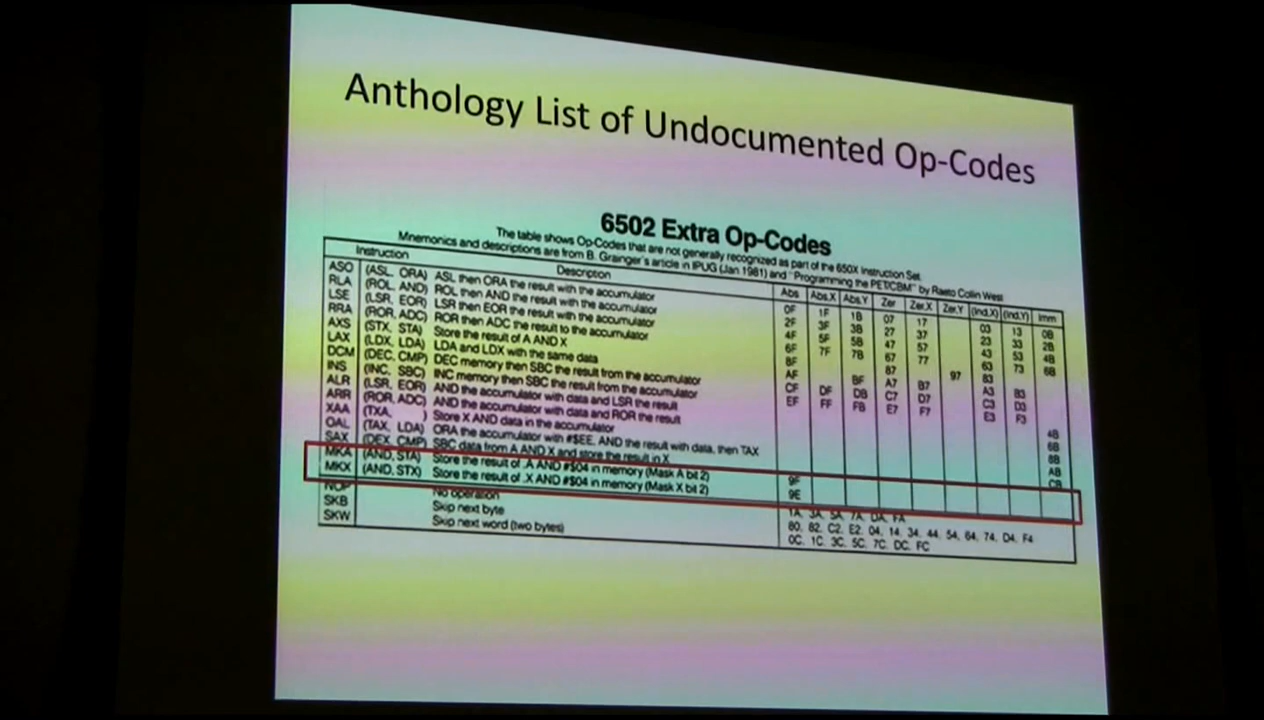 Anthology List of Undocumented Op-Codes
6502 Extra Op-Codes
The table shows Op-Codes that are not generally recognized as part of the 650X Instruction Set.
Mnemonics and descriptions are from B. Grainger's article in IPUG (Jan 1981) and "Programming the PET/CBM" by Raeto Colin West
Instruction Description Abs Abs,X Abs,Y Zer Zer,X Zer,Y (Ind,X) (Ind,Y) Imm
ASO (ASL, ORA) ASL then ORA the result with the accumulator 0F 1F 1B 07 17 03 13 0B
RLA (ROL, AND) ROL then AND the result with the accumulator 2F 3F 3B 27 37 23 33 2B
LSE (LSR, EOR) LSR then EOR the result with the accumulator 4F 5F 5B 47 57 43 53 4B
RRA (ROR, ADC) ROR then ADC the result to the accumulator 6F 7F 7B 67 77 63 73 6B
AXS (STX, STA) Store the result of A AND X 8F 87 97 83
LAX (LDX, LDA) LDA and LDX with the same data AF BF A7 B7 A3 B3
DCM (DEC, CMP) DEC memory then SBC the result from the accumulator CF DF DB C7 D7 C3 D3
INS (INC, SBC) INC memory then SBC the result from the accumulator EF FF FB E7 F7 E3 F3
ALR (LSR, EOR) AND the accumulator with data and LSR the result 4B
ARR (ROR, ADC) AND the accumulator with data and ROR the result 6B
XAA (TXA, ) Store X AND data in the accumulator 8B
OAL (TAX, LDA) ORA the accumulator with #$EE, AND the result with data, then TAX AB
SAX (DEX, CMP) SBC data from A AND X and store the result in X CB
MKA (AND, STA) Store the result of .A AND #$04 in memory (Mask A bit 2) 9F
MKX (AND, STX) Store the result of .X AND #$04 in memory (Mask X bit 2) 9E
NOP No operation 1A, 3A, 5A, 7A, DA, FA
SKB Skip next byte 80, 82, C2, E2, 04, 14, 34, 44, 54, 64, 74, D4, F4
SKW Skip next word (two bytes) 0C, 1C, 3C, 5C, 7C, DC, FC